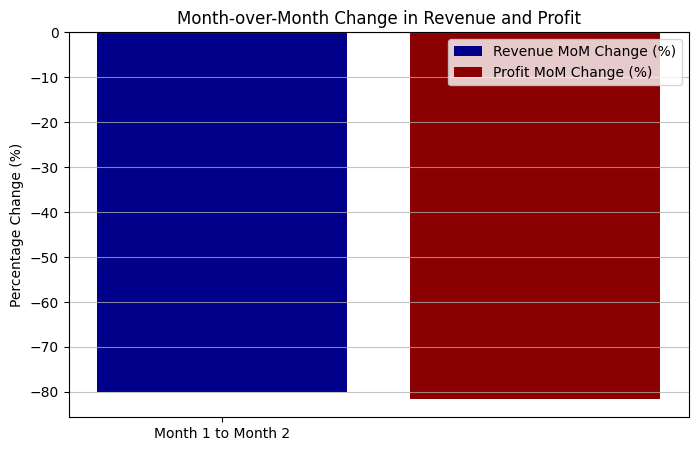 Month-over-Month Change in Revenue and Profit
Revenue MoM Change (%)
Profit MoM Change (%)
Percentage Change (%)
0
−10
−20
−30
−40
−50
−60
−70
−80
Month 1 to Month 2